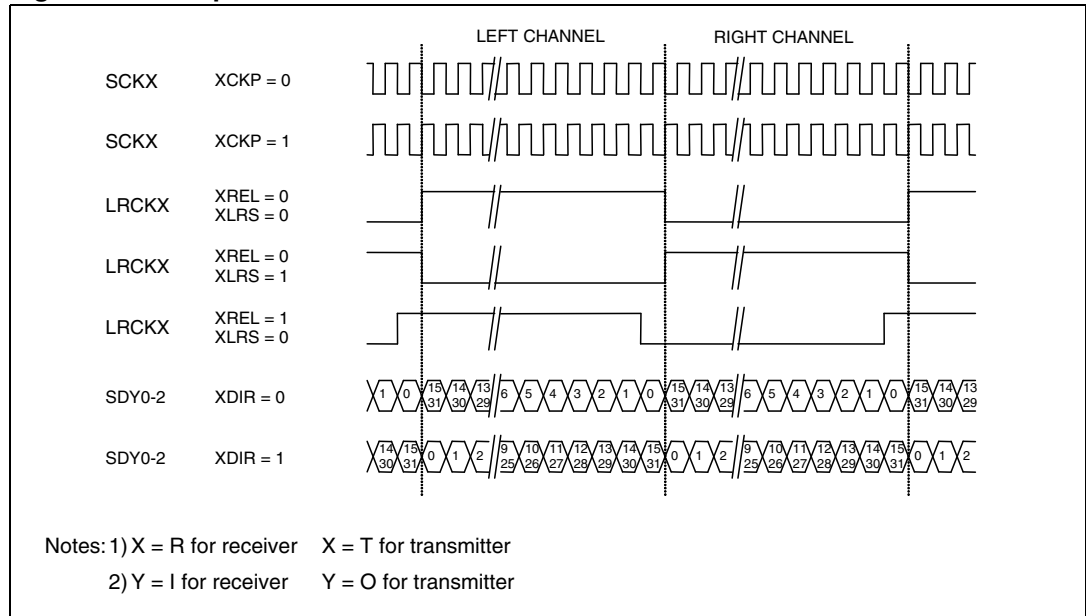 LEFT CHANNEL RIGHT CHANNEL
SCKX XCKP = 0
SCKX XCKP = 1
LRCKX XREL = 0
XLRS = 0
LRCKX XREL = 0
XLRS = 1
LRCKX XREL = 1
XLRS = 0
SDY0-2 XDIR = 0 1 0 15 14 13 6 5 4 3 2 1 0 15 14 13 6 5 4 3 2 1 0 15 14 13
31 30 29 31 30 29 31 30 29
SDY0-2 XDIR = 1 14 15 0 1 2 9 10 11 12 13 14 15 0 1 2 9 10 11 12 13 14 15 0 1 2
30 31 25 26 27 28 29 30 31 25 26 27 28 29 30 31
Notes: 1) X = R for receiver X = T for transmitter
2) Y = I for receiver Y = O for transmitter